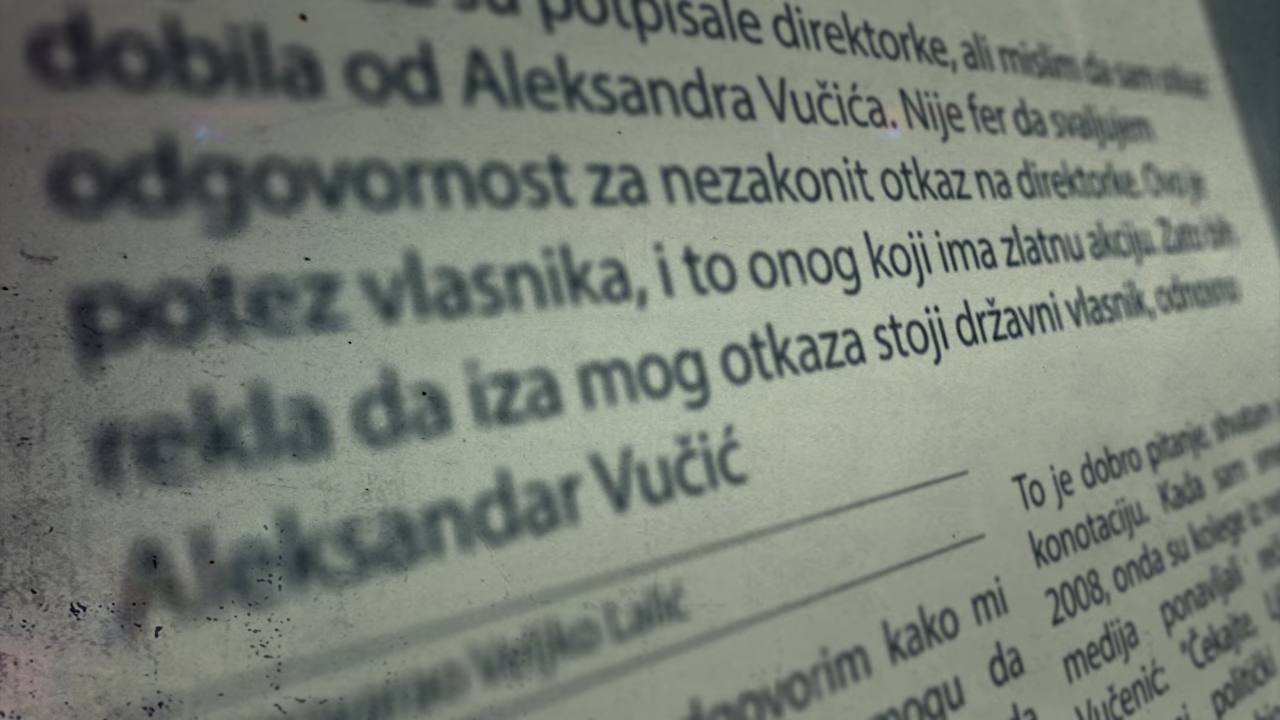 su potpisale direktorke, ali mislim da sam otkaz
dobila od Aleksandra Vučića. Nije fer da svaljujem
odgovornost za nezakonit otkaz na direktorke. Ovo je
potez vlasnika, i to onog koji ima zlatnu akciju. Zato bih
rekla da iza mog otkaza stoji državni vlasnik, odnosno
Aleksandar Vučić
Veljko Lalić
kako mi
mogu da
To je dobro pitanje,
konotaciju. Kada sam
2008, onda su kolege iz
medija ponavljali
Vučenić. "Čekajte,
politički